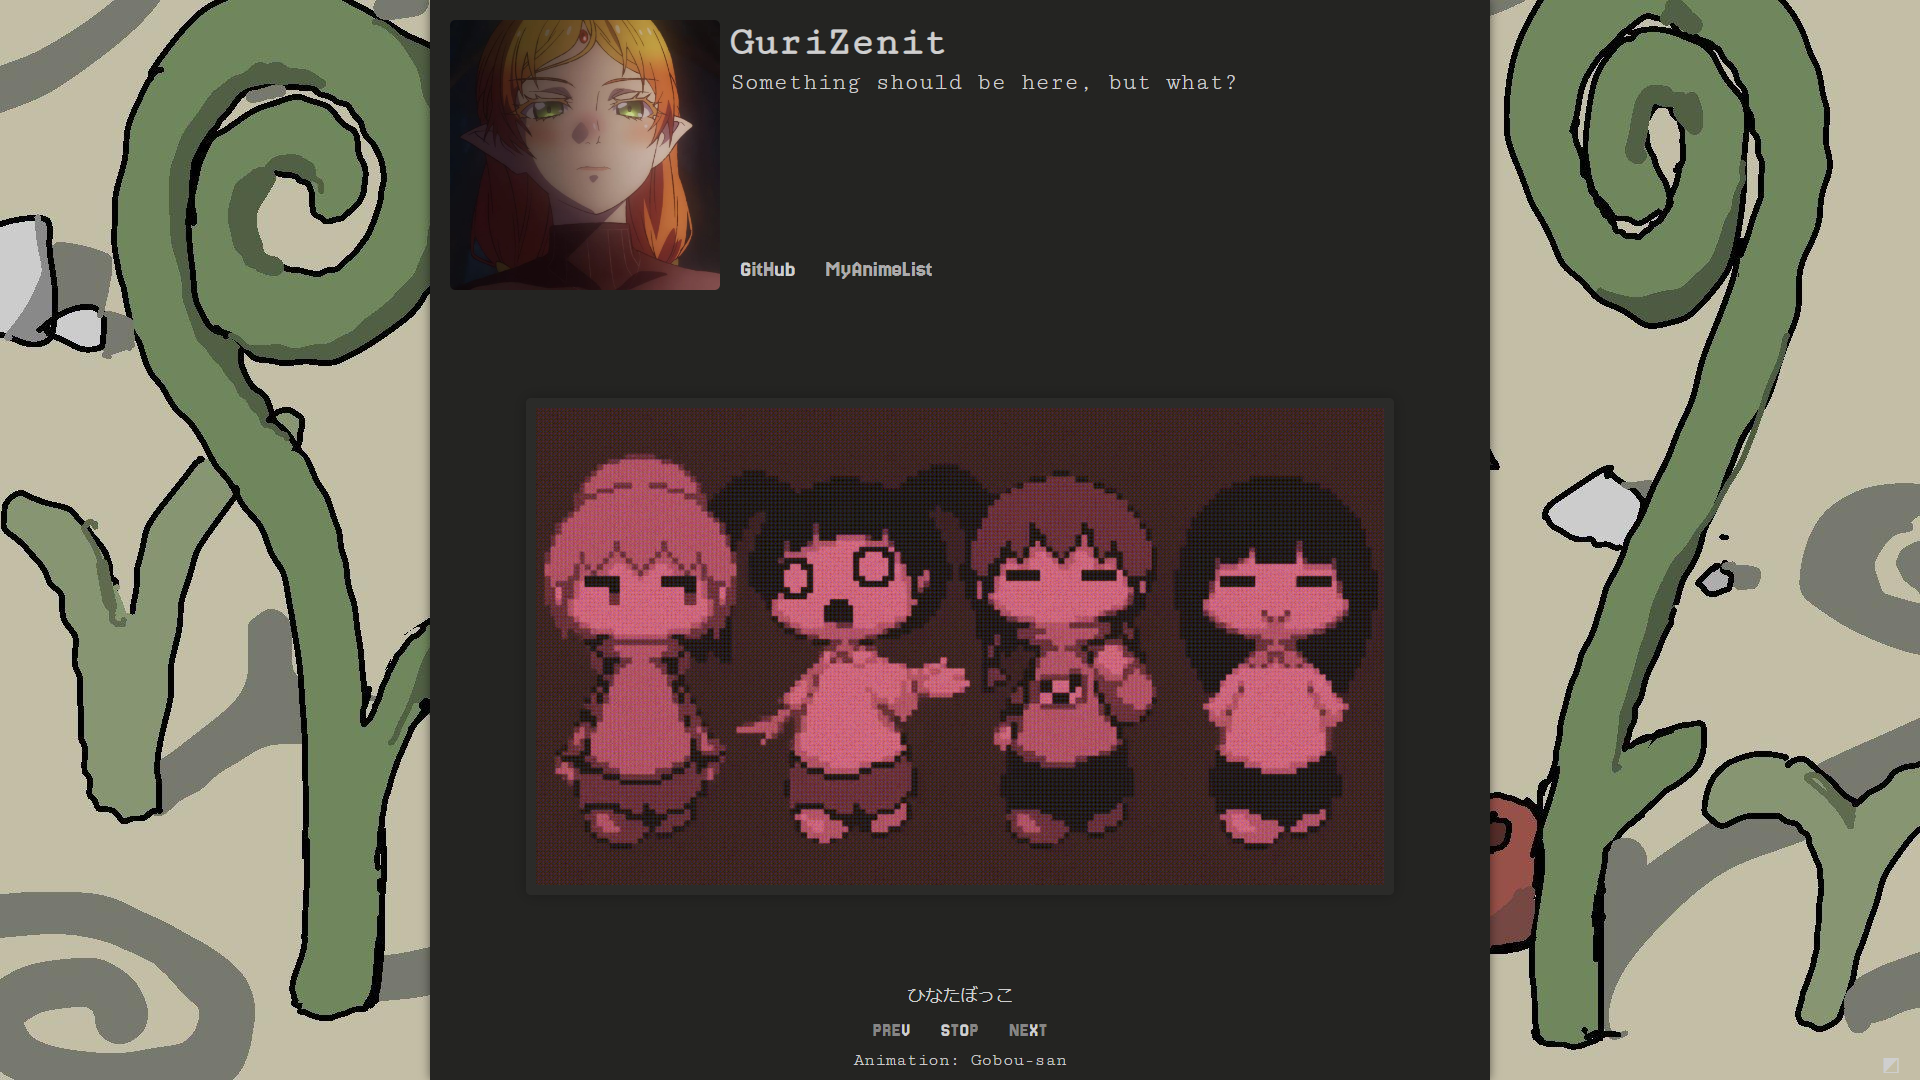 GuriZenit
Something should be here, but what?
GitHub MyAnimeList
ひなたぼっこ
PREV STOP NEXT
Animation: Gobou-san